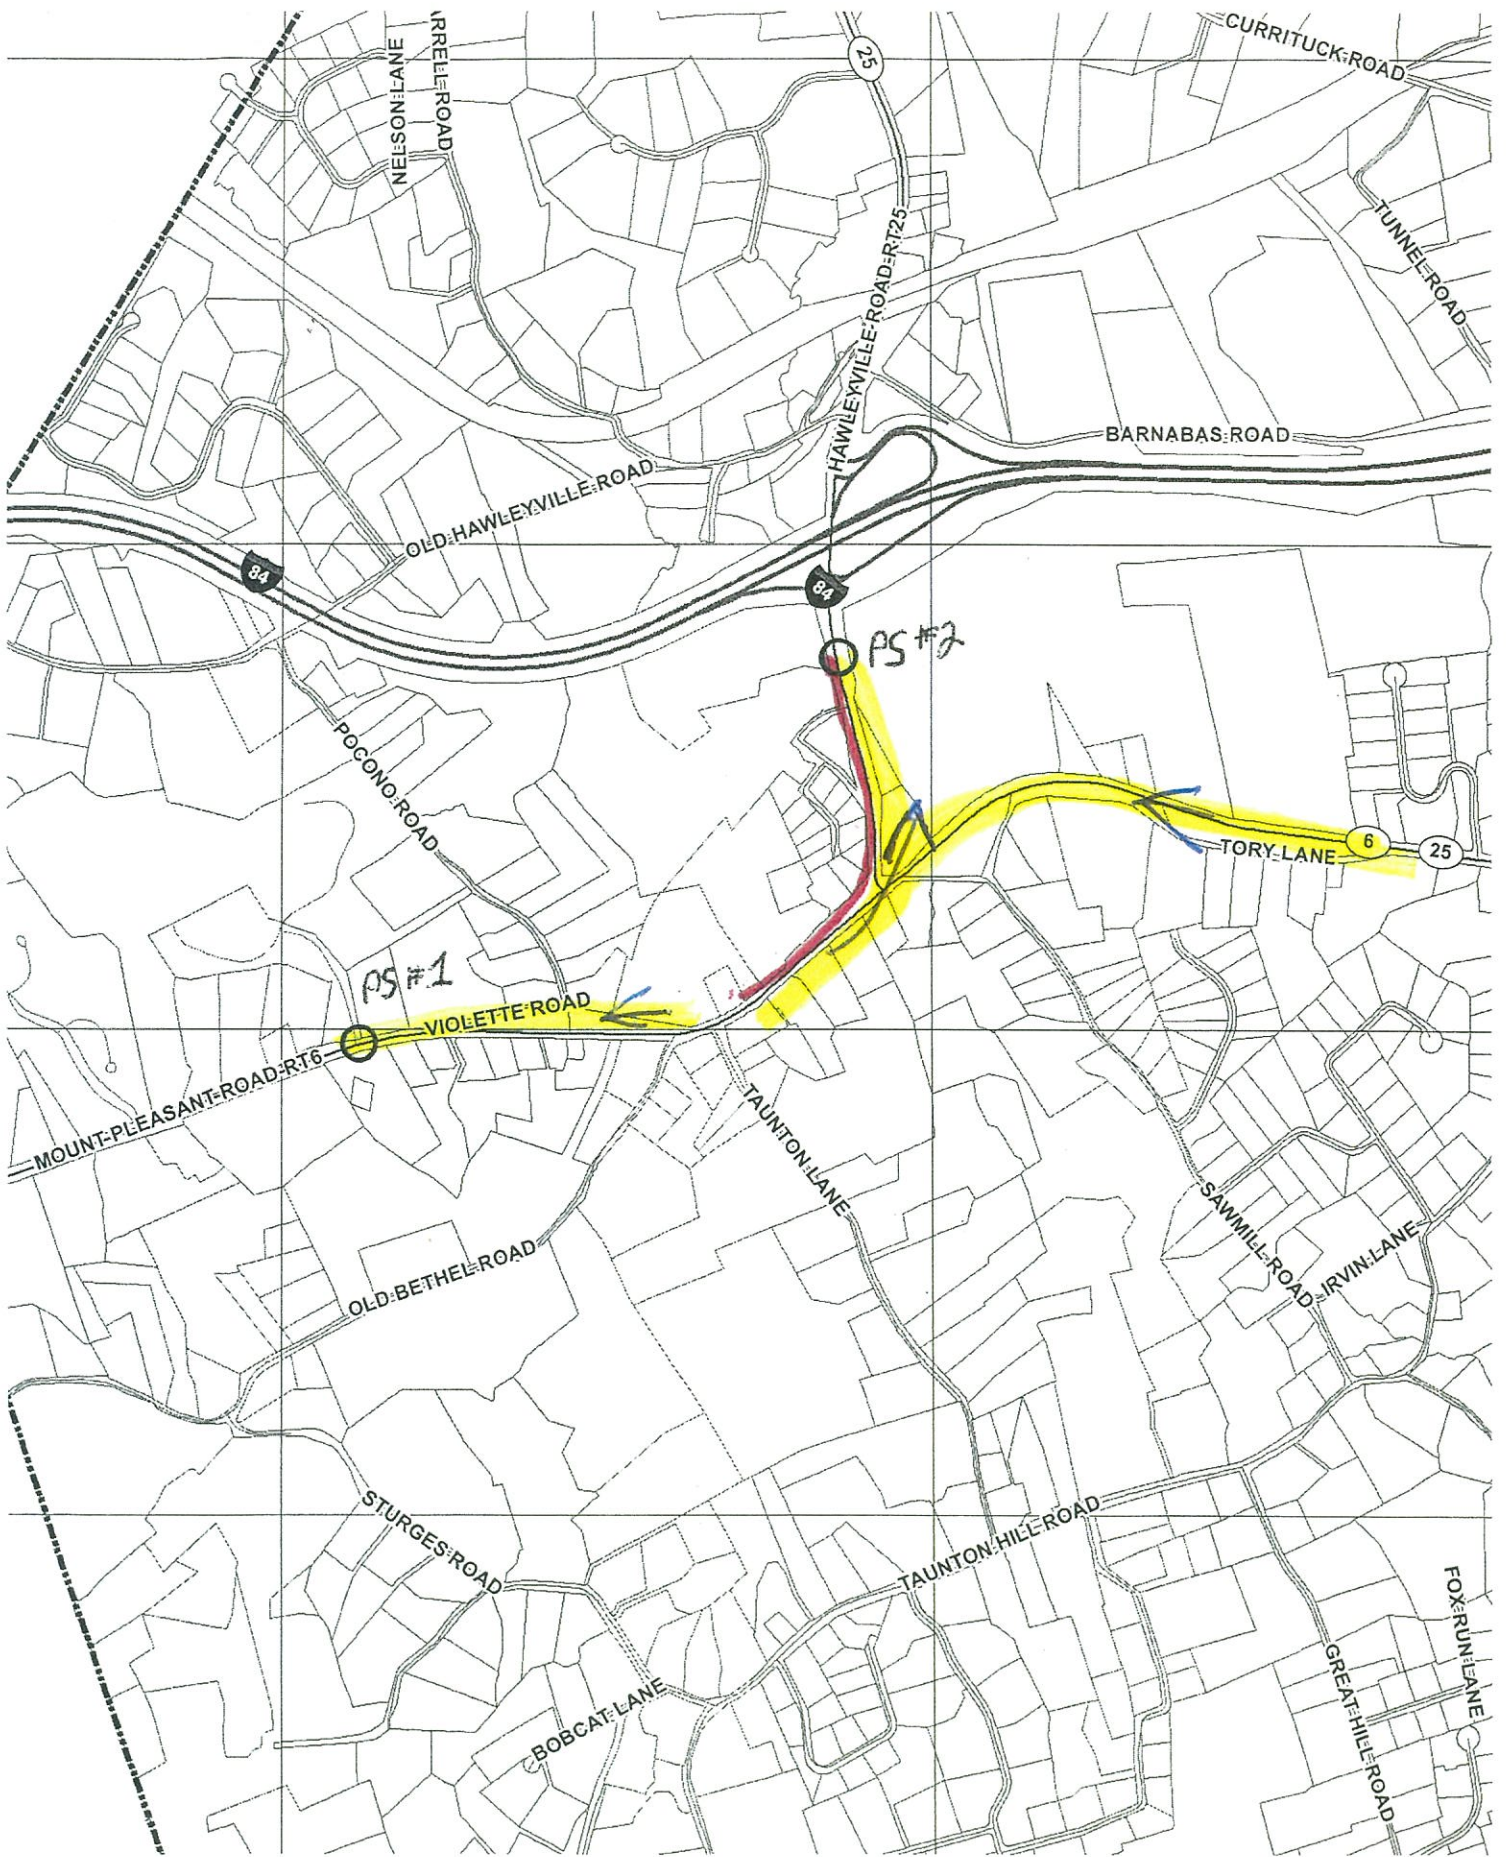 CURRITUCK ROAD
25
NELSON LANE
RRELL ROAD
TUNNEL ROAD
HAWLEYVILLE ROAD RT25
BARNABAS ROAD
OLD HAWLEYVILLE ROAD
84
84
PS #2
POCONO ROAD
6
25
TORY LANE
PS #1
VIOLETTE ROAD
MOUNT PLEASANT ROAD RT6
TAUNTON LANE
SAWMILL ROAD
IRVIN LANE
OLD BETHEL ROAD
STURGES ROAD
TAUNTON HILL ROAD
FOX RUN LANE
GREAT HILL ROAD
BOBCAT LANE